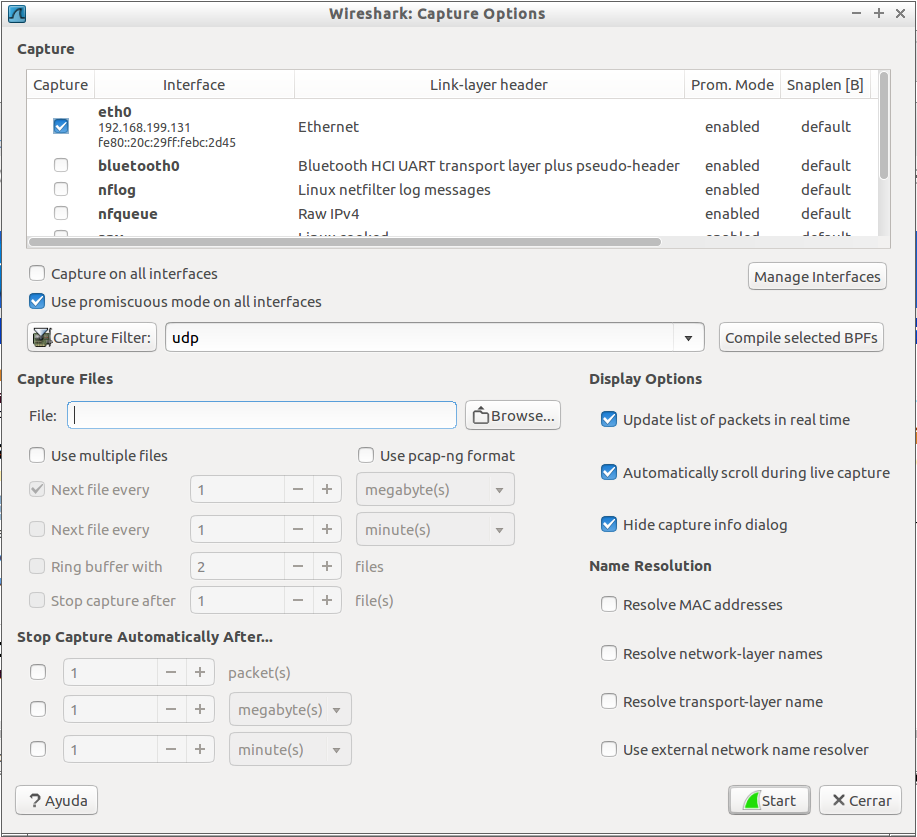 Wireshark: Capture Options
Capture
Capture Interface Link-layer header Prom. Mode Snaplen [B]
eth0
192.168.199.131
fe80::20c:29ff:febc:2d45
Ethernet enabled default
bluetooth0 Bluetooth HCI UART transport layer plus pseudo-header enabled default
nflog Linux netfilter log messages enabled default
nfqueue Raw IPv4 enabled default
Capture on all interfaces
Manage Interfaces
Use promiscuous mode on all interfaces
Capture Filter: udp Compile selected BPFs
Capture Files
File: Browse...
Use multiple files Use pcap-ng format
Next file every 1 megabyte(s)
Next file every 1 minute(s)
Ring buffer with 2 files
Stop capture after 1 file(s)
Stop Capture Automatically After...
1 packet(s)
1 megabyte(s)
1 minute(s)
Display Options
Update list of packets in real time
Automatically scroll during live capture
Hide capture info dialog
Name Resolution
Resolve MAC addresses
Resolve network-layer names
Resolve transport-layer name
Use external network name resolver
? Ayuda Start Cerrar